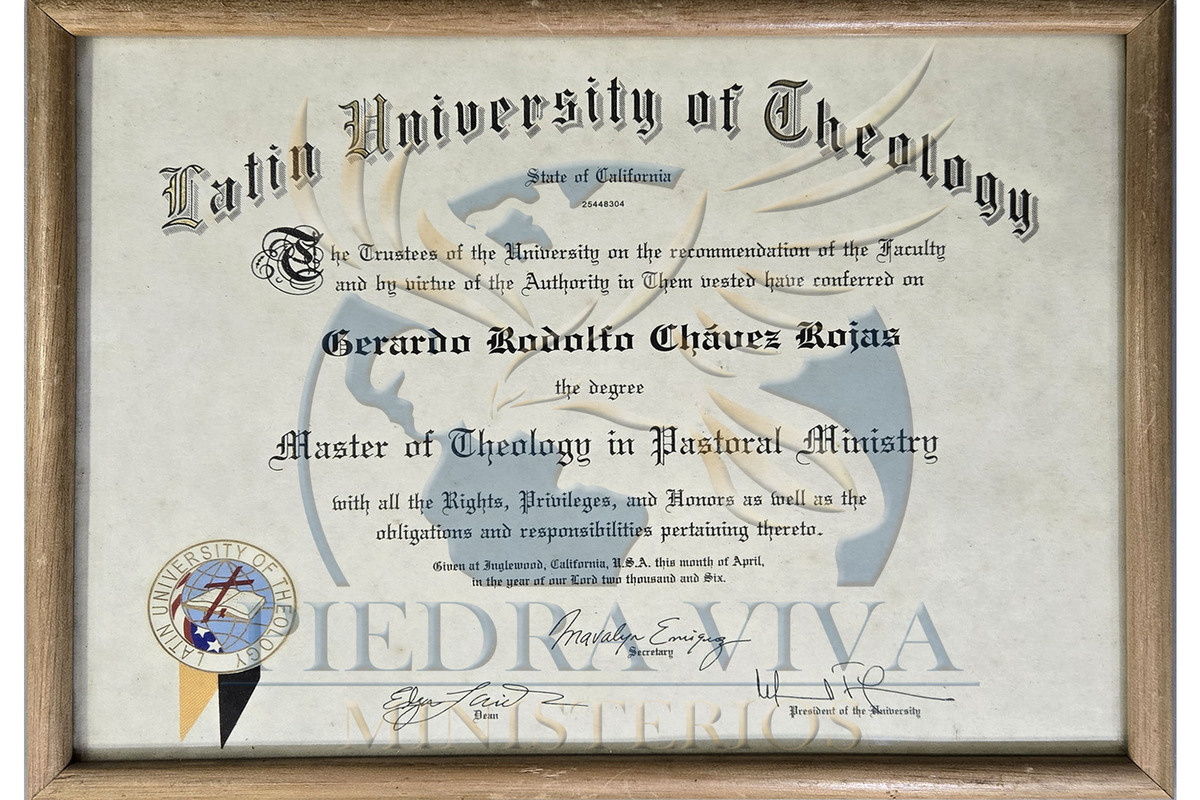 Latin University of Theology
State of California
25448304
The Trustees of the University on the recommendation of the Faculty
and by virtue of the Authority in Them vested have conferred on
Gerardo Rodolfo Chávez Rojas
the degree
Master of Theology in Pastoral Ministry
with all the Rights, Privileges, and Honors as well as the
obligations and responsibilities pertaining thereto.
Given at Inglewood, California, U.S.A. this month of April,
in the year of our Lord two thousand and Six.
LATIN UNIVERSITY OF THEOLOGY
PIEDRA VIVA
Secretary
Dean
President of the University
MINISTERIOS